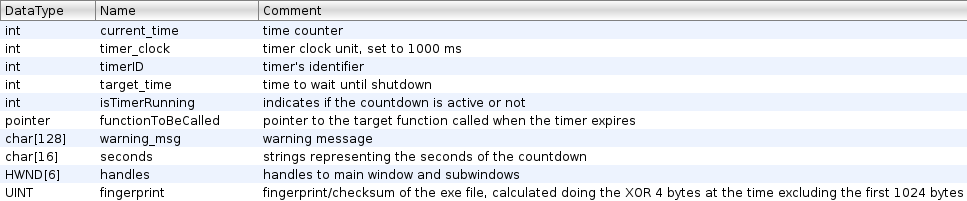 DataType Name Comment
int current_time time counter
int timer_clock timer clock unit, set to 1000 ms
int timerID timer's identifier
int target_time time to wait until shutdown
int isTimerRunning indicates if the countdown is active or not
pointer functionToBeCalled pointer to the target function called when the timer expires
char[128] warning_msg warning message
char[16] seconds strings representing the seconds of the countdown
HWND[6] handles handles to main window and subwindows
UINT fingerprint fingerprint/checksum of the exe file, calculated doing the XOR 4 bytes at the time excluding the first 1024 bytes